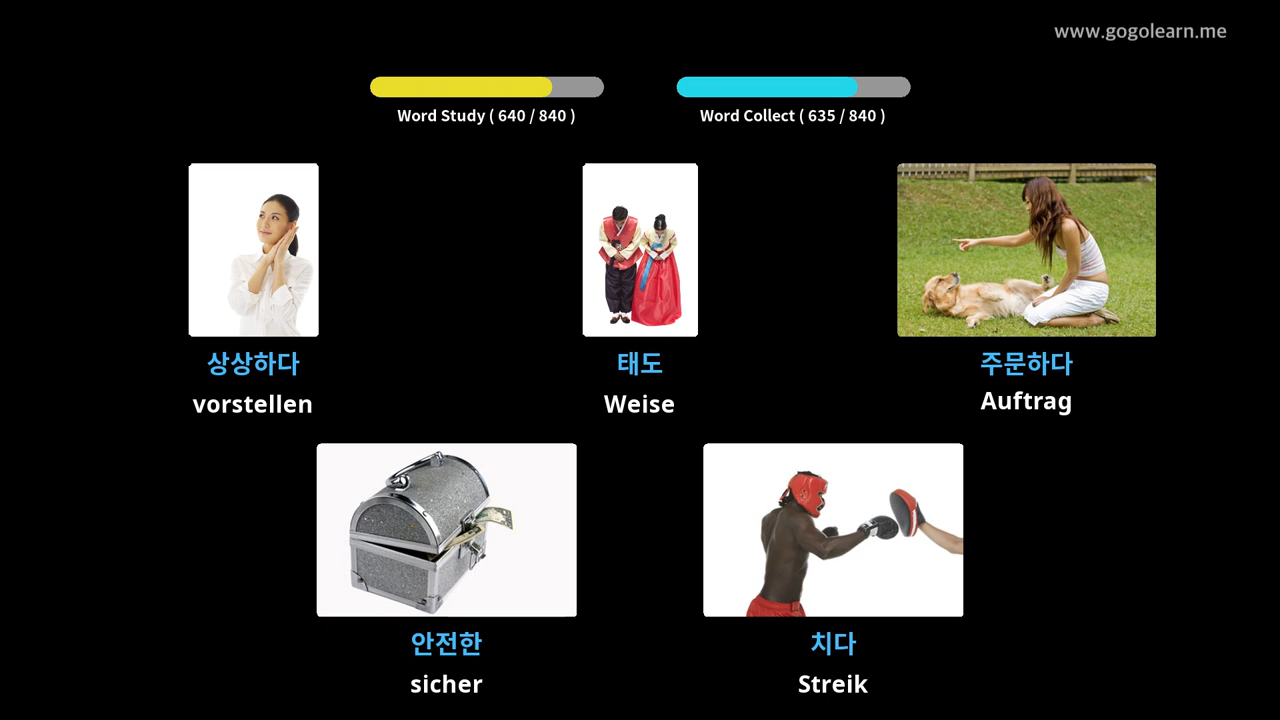 www.gogolearn.me
Word Study ( 640 / 840 )
Word Collect ( 635 / 840 )
상상하다
vorstellen
태도
Weise
주문하다
Auftrag
안전한
sicher
치다
Streik